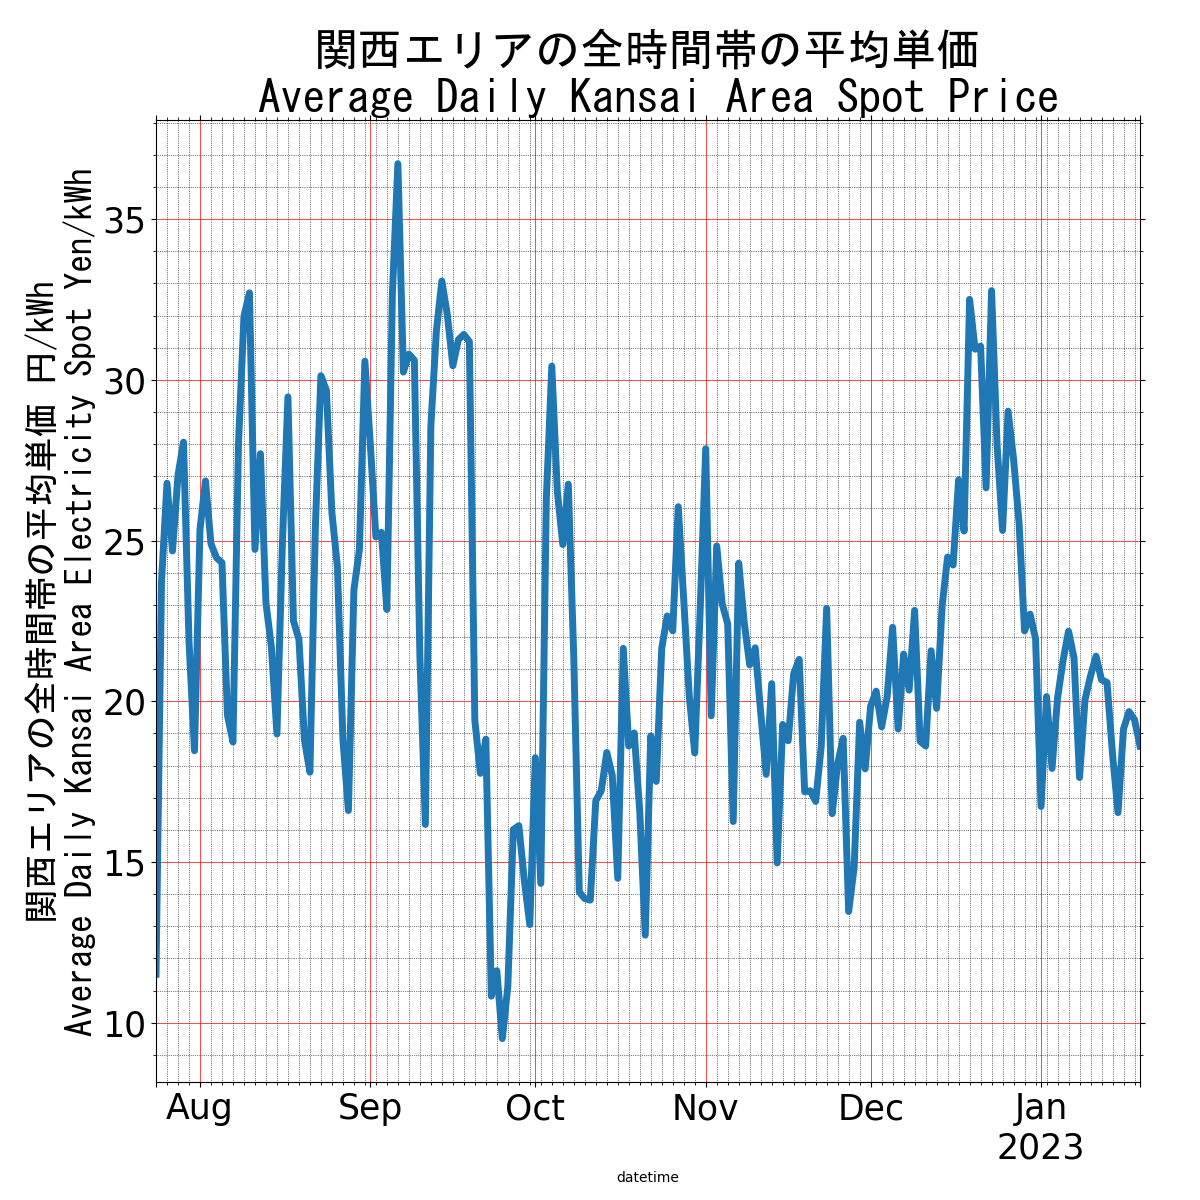 関西エリアの全時間帯の平均単価
Average Daily Kansai Area Spot Price
関西エリアの全時間帯の平均単価 円/kWh
Average Daily Kansai Area Electricity Spot Yen/kWh
35
30
25
20
15
10
Aug Sep Oct Nov Dec Jan
2023
datetime